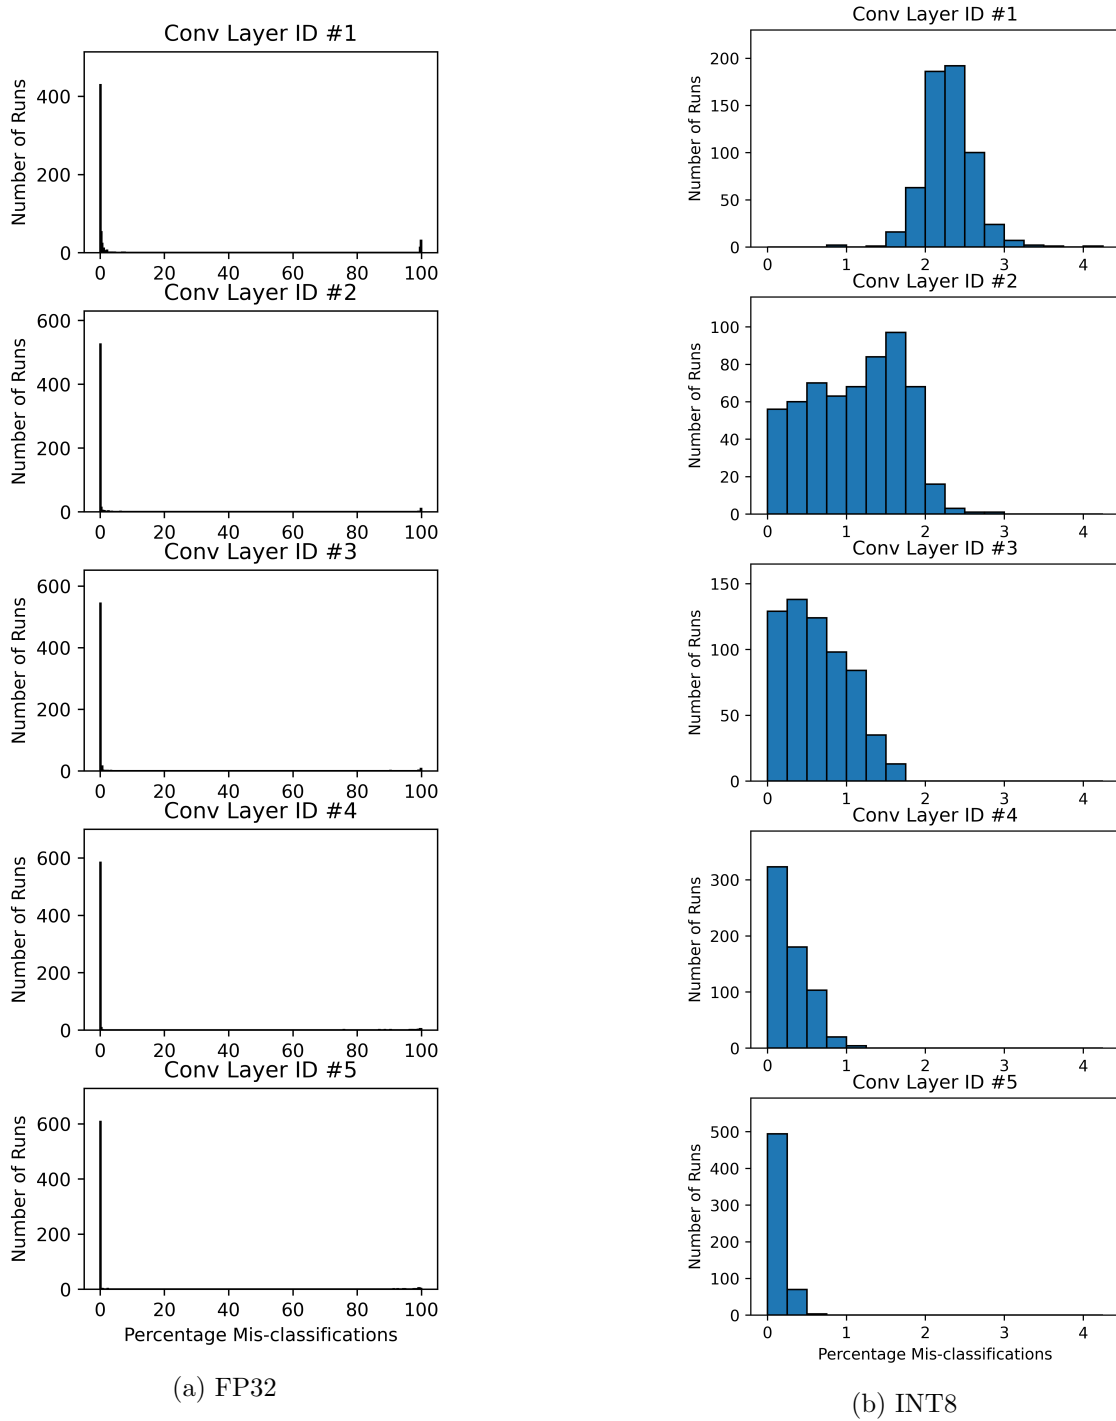 Conv Layer ID #1
Number of Runs
400
200
0
0 20 40 60 80 100
Conv Layer ID #2
Number of Runs
600
400
200
0
0 20 40 60 80 100
Conv Layer ID #3
Number of Runs
600
400
200
0
0 20 40 60 80 100
Conv Layer ID #4
Number of Runs
600
400
200
0
0 20 40 60 80 100
Conv Layer ID #5
Number of Runs
600
400
200
0
0 20 40 60 80 100
Percentage Mis-classifications
(a) FP32
Conv Layer ID #1
Number of Runs
200
150
100
50
0
0 1 2 3 4
Conv Layer ID #2
Number of Runs
100
80
60
40
20
0
0 1 2 3 4
Conv Layer ID #3
Number of Runs
150
100
50
0
0 1 2 3 4
Conv Layer ID #4
Number of Runs
300
200
100
0
0 1 2 3 4
Conv Layer ID #5
Number of Runs
500
400
300
200
100
0
0 1 2 3 4
Percentage Mis-classifications
(b) INT8